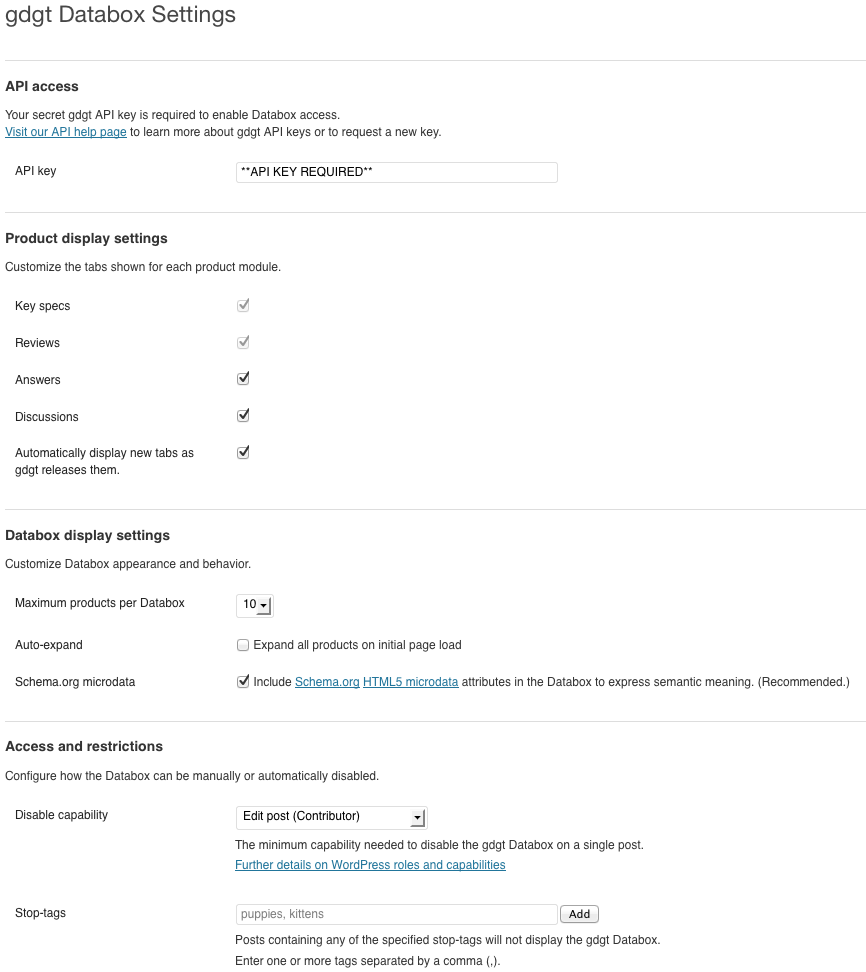 gdgt Databox Settings
API access
Your secret gdgt API key is required to enable Databox access.
Visit our API help page to learn more about gdgt API keys or to request a new key.
API key
**API KEY REQUIRED**
Product display settings
Customize the tabs shown for each product module.
Key specs
Reviews
Answers
Discussions
Automatically display new tabs as
gdgt releases them.
Databox display settings
Customize Databox appearance and behavior.
Maximum products per Databox
10
Auto-expand
Expand all products on initial page load
Schema.org microdata
Include Schema.org HTML5 microdata attributes in the Databox to express semantic meaning. (Recommended.)
Access and restrictions
Configure how the Databox can be manually or automatically disabled.
Disable capability
Edit post (Contributor)
The minimum capability needed to disable the gdgt Databox on a single post.
Further details on WordPress roles and capabilities
Stop-tags
puppies, kittens
Add
Posts containing any of the specified stop-tags will not display the gdgt Databox.
Enter one or more tags separated by a comma (,).